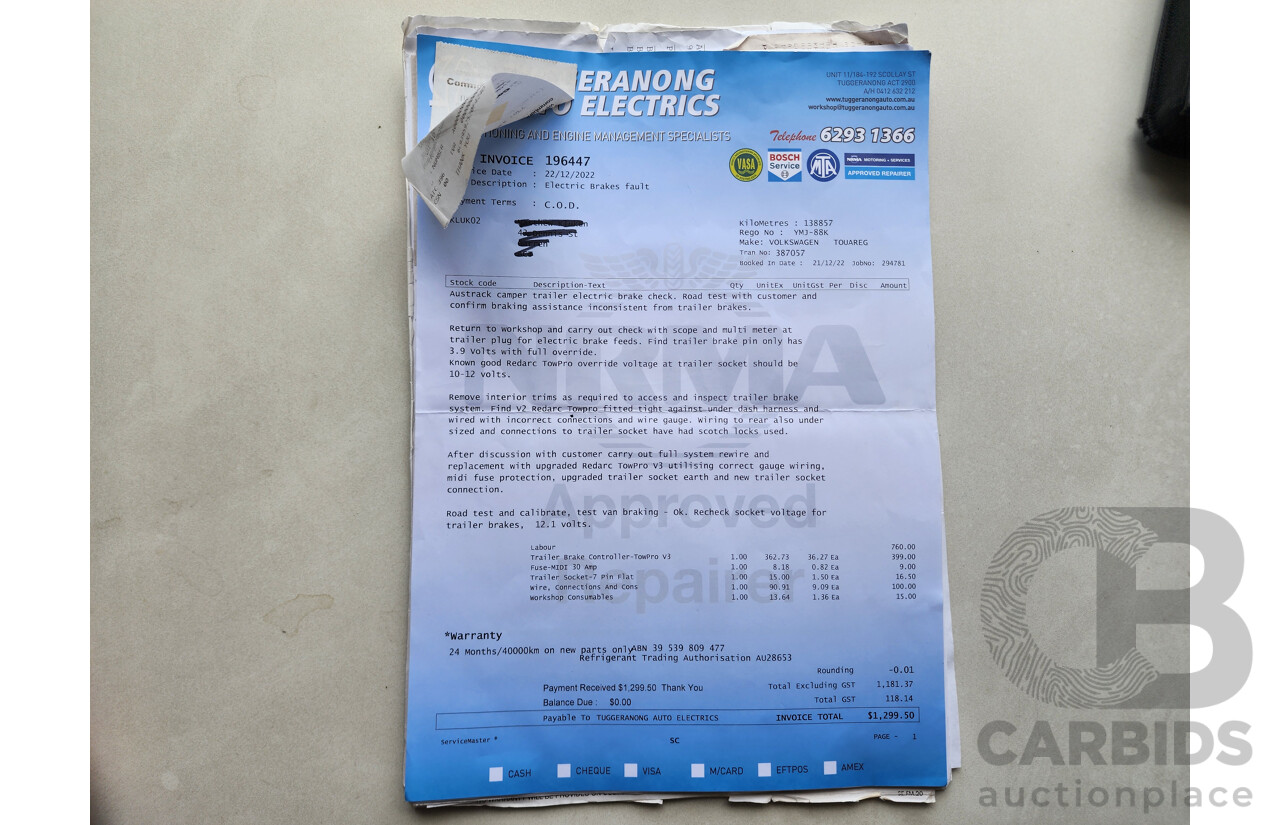 GERANONG
ELECTRICS
UNIT 11/184-192 SCOLLAY ST
TUGGERANONG ACT 2900
A/H 0412 632 212
www.tuggeranongauto.com.au
workshop@tuggeranongauto.com.au
IONING AND ENGINE MANAGEMENT SPECIALISTS
Telephone 6293 1366
VASA
BOSCH
Service
MTA
NRMA MOTORING + SERVICES
APPROVED REPAIRER
INVOICE 196447
ice Date : 22/12/2022
Description : Electric Brakes fault
yment Terms : C.O.D.
KLUK02
KiloMetres : 138857
Rego No : YMJ-88K
Make: VOLKSWAGEN TOUAREG
Tran No: 387057
Booked In Date : 21/12/22 JobNo: 294781
Stock code Description-Text Qty UnitEx UnitGst Per Disc Amount
Austrack camper trailer electric brake check. Road test with customer and
confirm braking assistance inconsistent from trailer brakes.
Return to workshop and carry out check with scope and multi meter at
trailer plug for electric brake feeds. Find trailer brake pin only has
3.9 Volts with full override.
Known good Redarc TowPro override voltage at trailer socket should be
10-12 volts.
Remove interior trims as required to access and inspect trailer brake
system. Find V2 Redarc Towpro fitted tight against under dash harness and
wired with incorrect connections and wire gauge. Wiring to rear also under
sized and connections to trailer socket have had scotch locks used.
After discussion with customer carry out full system rewire and
replacement with upgraded Redarc TowPro V3 utilising correct gauge wiring,
midi fuse protection, upgraded trailer socket earth and new trailer socket
connection.
Road test and calibrate, test van braking - Ok. Recheck socket voltage for
trailer brakes, 12.1 volts.
NRMA
Approved
Repairer
Labour 760.00
Trailer Brake Controller-TowPro V3 1.00 362.73 36.27 Ea 399.00
Fuse-MIDI 30 Amp 1.00 8.18 0.82 Ea 9.00
Trailer Socket-7 Pin Flat 1.00 15.00 1.50 Ea 16.50
Wire, Connections And Cons 1.00 90.91 9.09 Ea 100.00
Workshop Consumables 1.00 13.64 1.36 Ea 15.00
*Warranty
24 Months/40000km on new parts only
ABN 39 539 809 477
Refrigerant Trading Authorisation AU28653
Rounding -0.01
Payment Received $1,299.50 Thank You Total Excluding GST 1,181.37
Balance Due : $0.00 Total GST 118.14
Payable To TUGGERANONG AUTO ELECTRICS INVOICE TOTAL $1,299.50
ServiceMaster * SC PAGE - 1
CASH CHEQUE VISA M/CARD EFTPOS AMEX
CB
CARBIDS
auctionplace